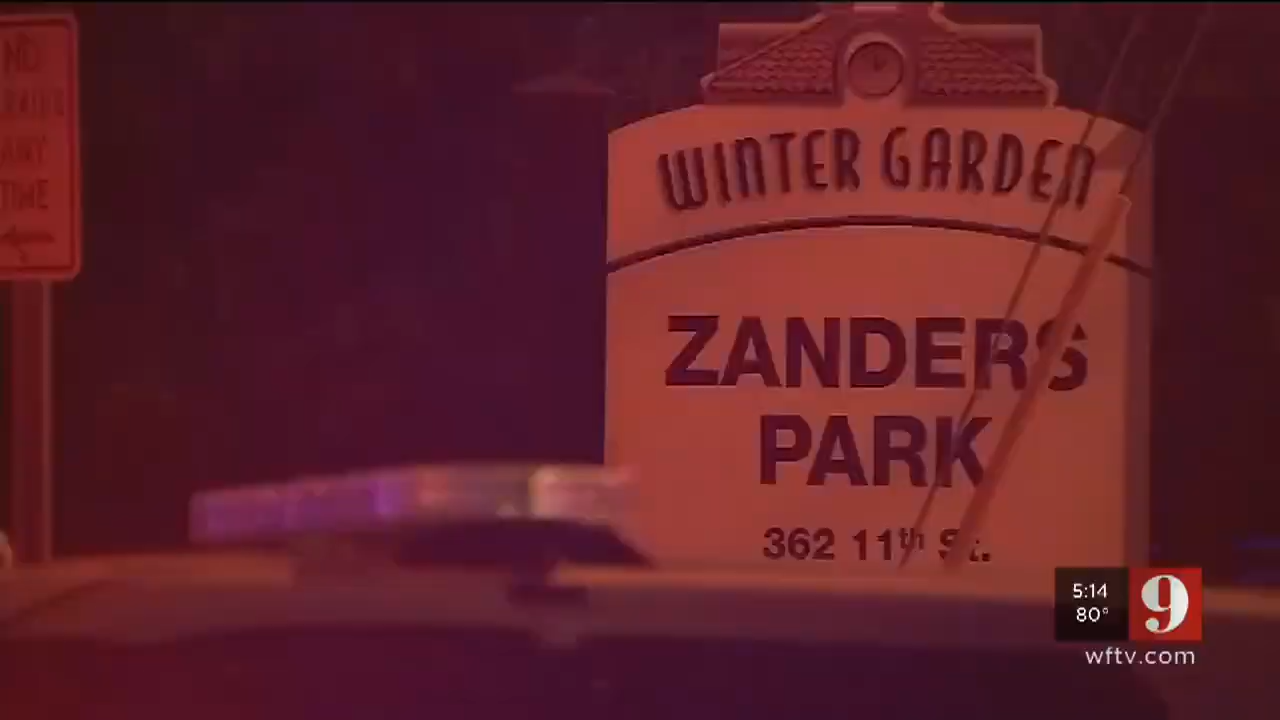 NO
ANY
TIME
WINTER GARDEN
ZANDERS
PARK
362 11th St.
5:14
80°
9
wftv.com